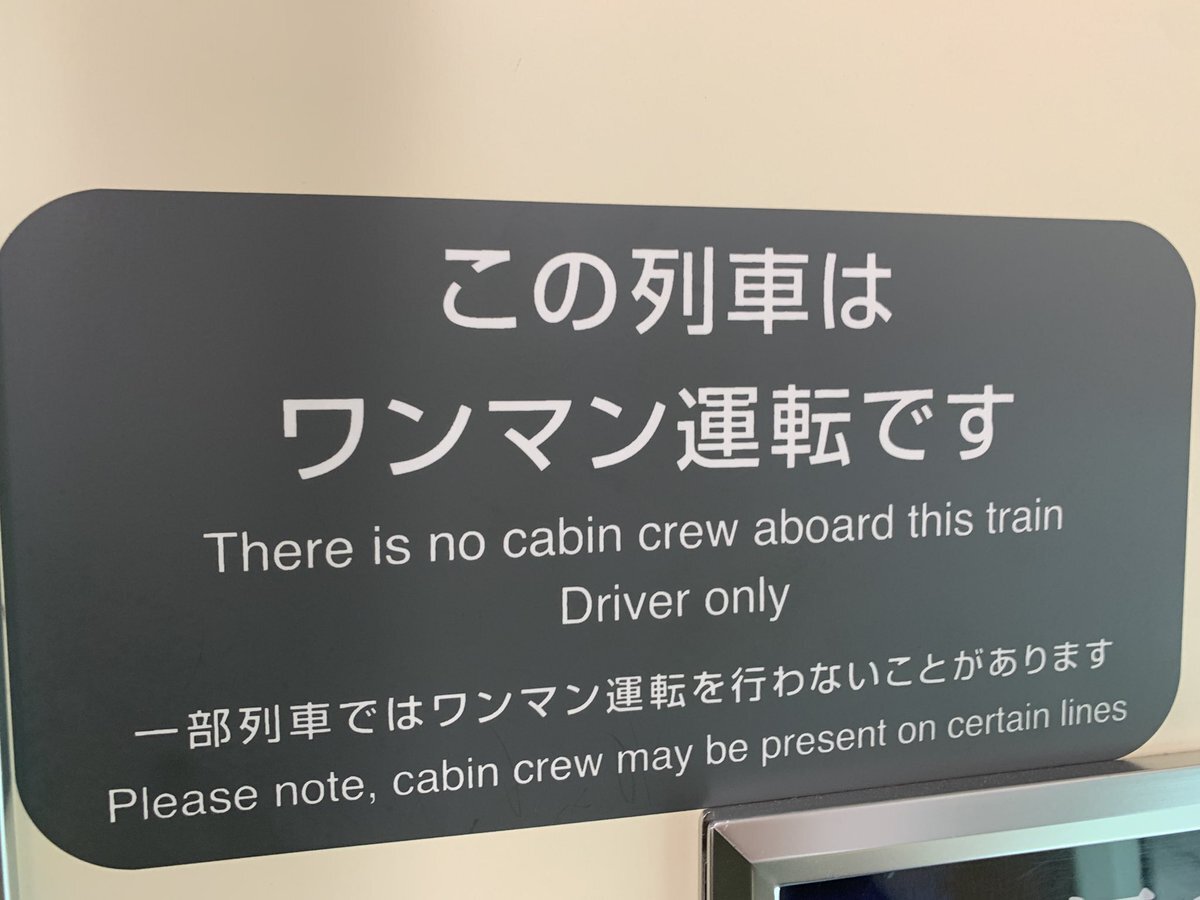 この列車は
ワンマン運転です
There is no cabin crew aboard this train
Driver only
一部列車ではワンマン運転を行わないことがあります
Please note, cabin crew may be present on certain lines